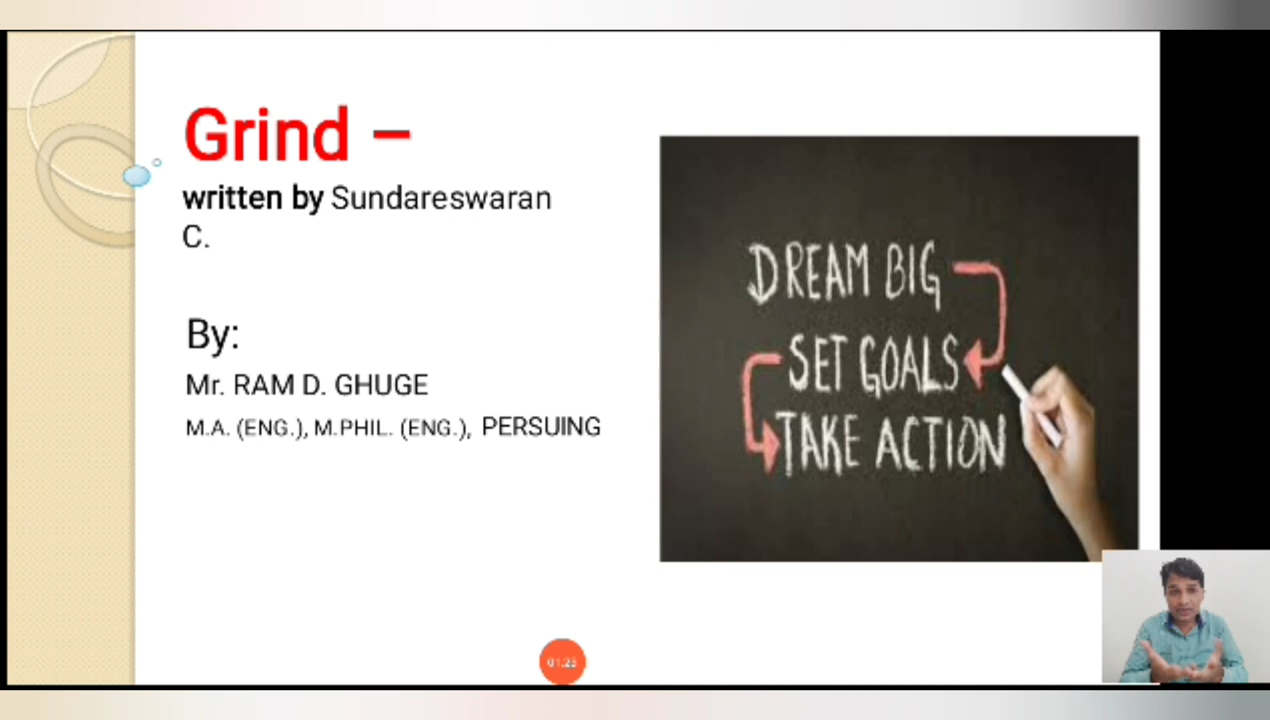 Grind –
written by Sundareswaran
C.
By:
Mr. RAM D. GHUGE
M.A. (ENG.), M.PHIL. (ENG.), PERSUING
DREAM BIG
SET GOALS
TAKE ACTION